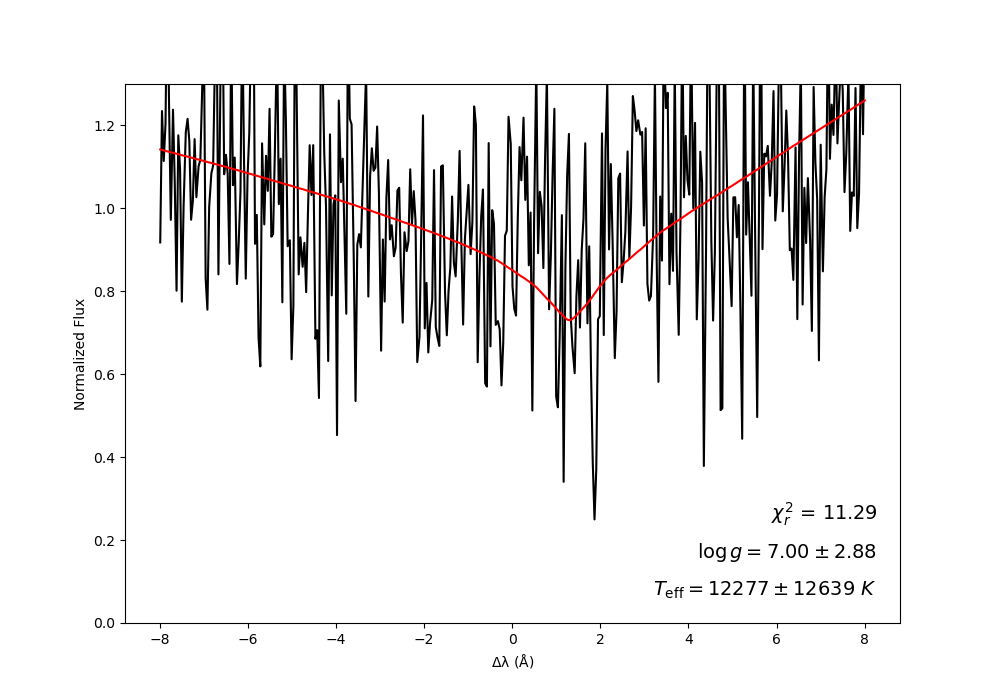 1.2
1.0
0.8
0.6
0.4
0.2
0.0
Normalized Flux
χ²ᵣ = 11.29
log g = 7.00 ± 2.88
T_eff = 12277 ± 12639 K
−8 −6 −4 −2 0 2 4 6 8
Δλ (Å)